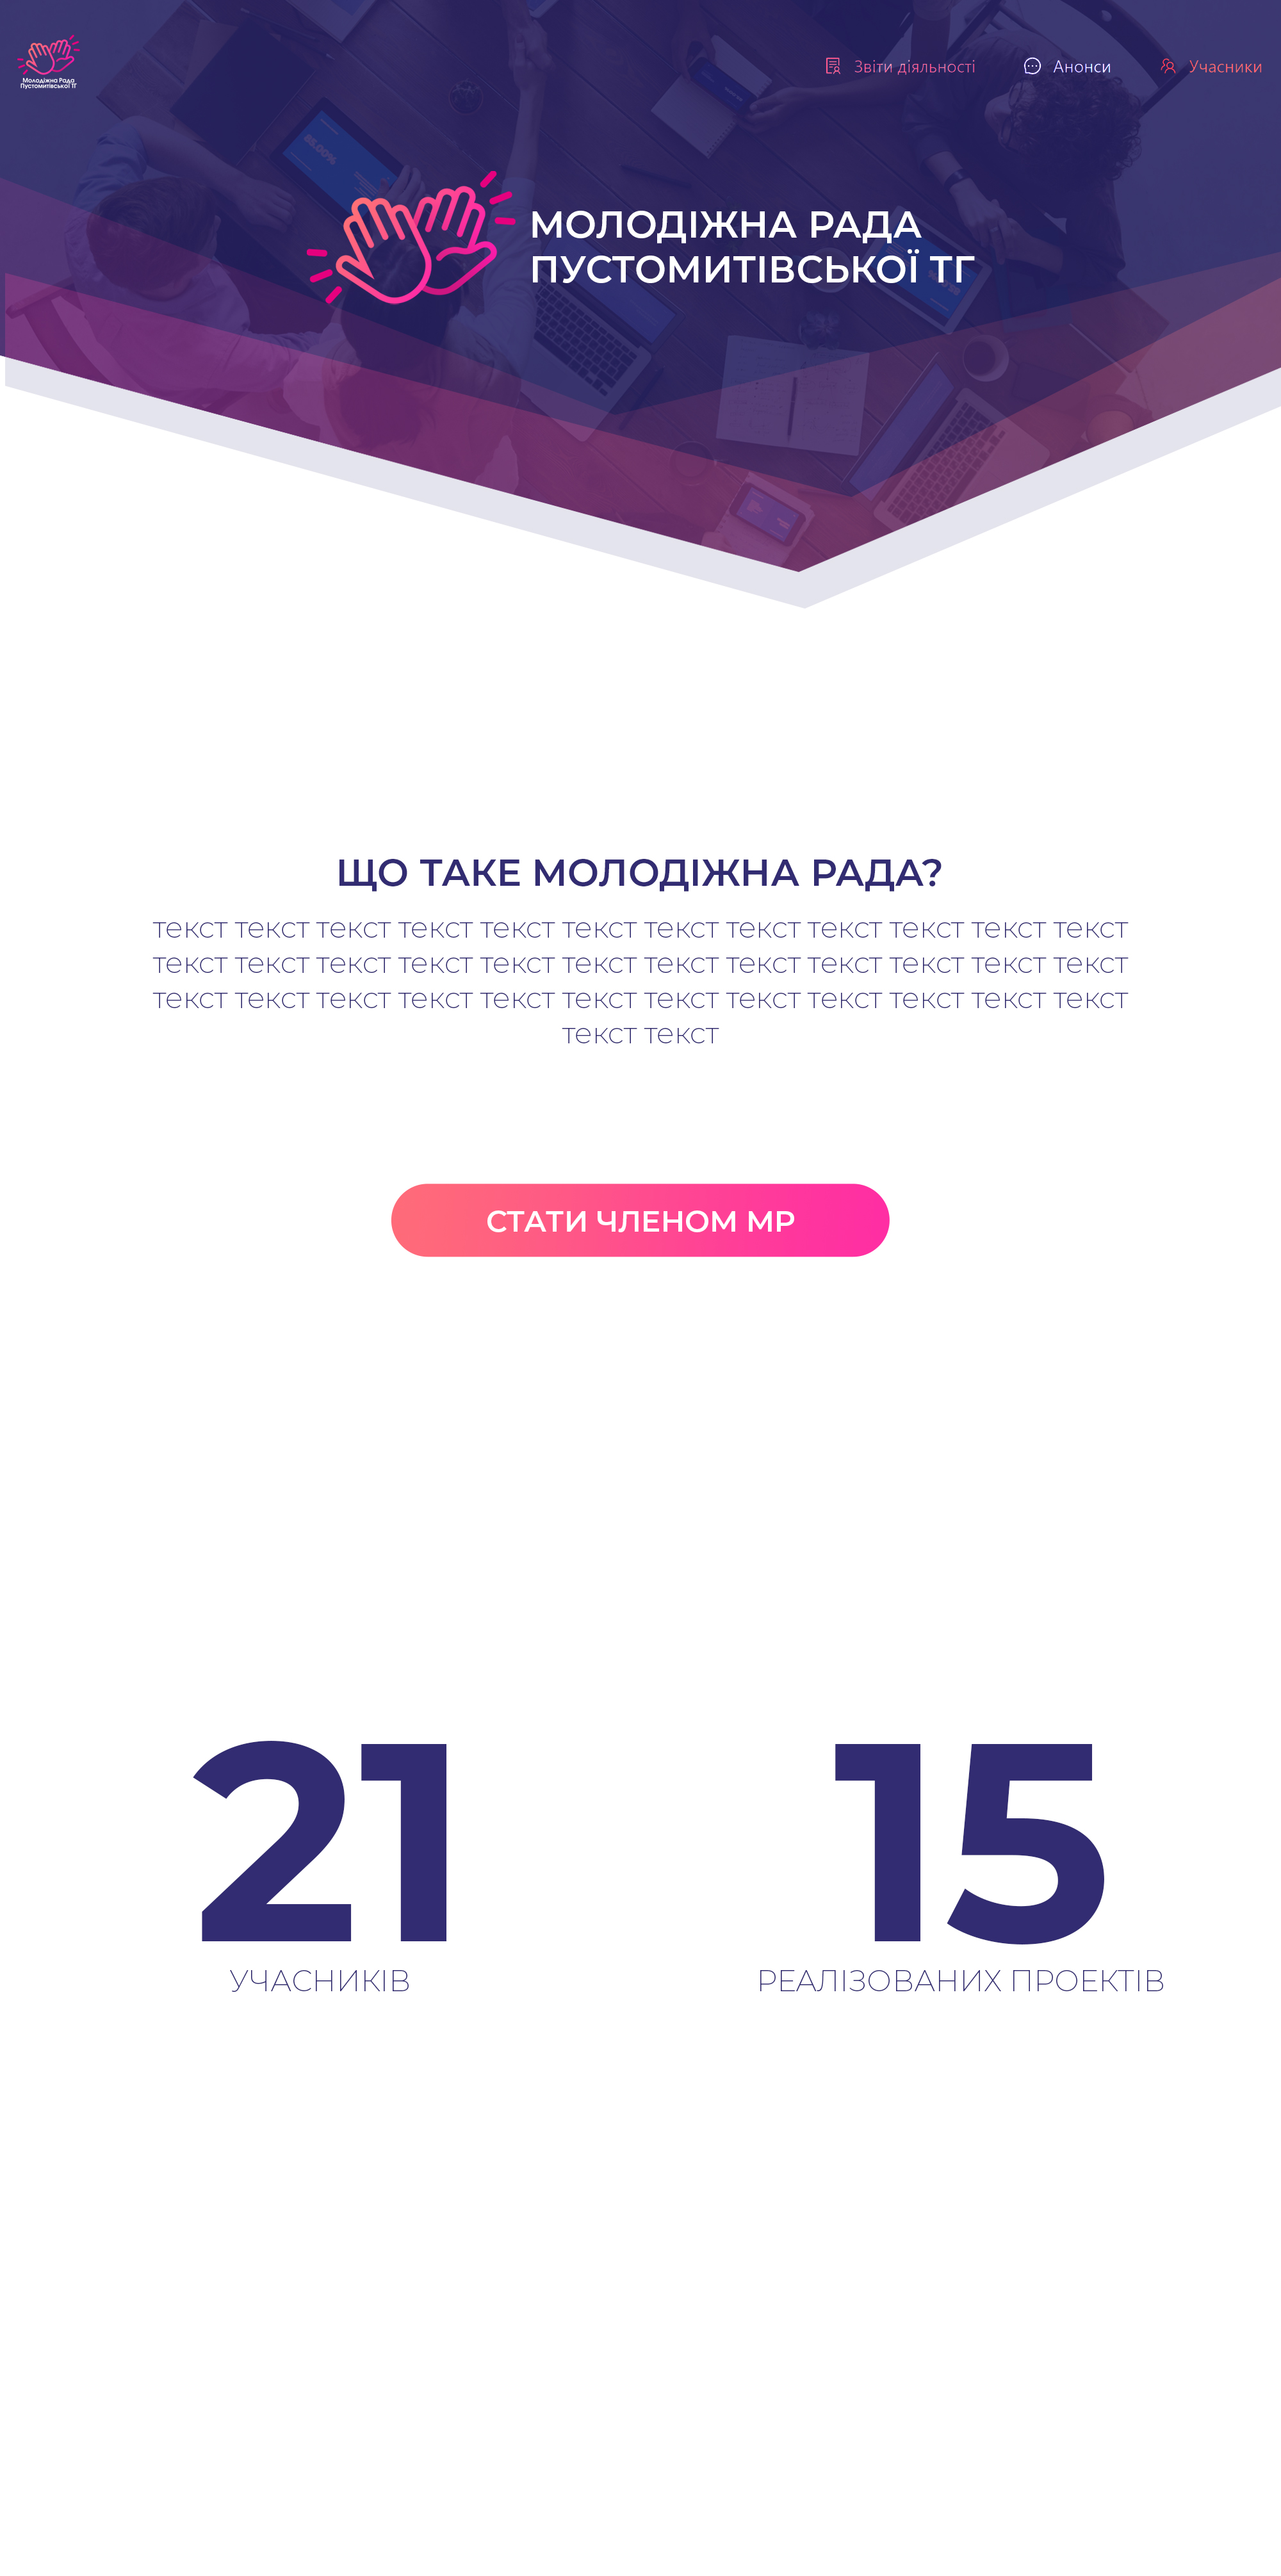 Молодіжна Рада
Пустомитівської ТГ
Звіти діяльності
Анонси
Учасники
МОЛОДІЖНА РАДА
ПУСТОМИТІВСЬКОЇ ТГ
85.00%
ЩО ТАКЕ МОЛОДІЖНА РАДА?
текст текст текст текст текст текст текст текст текст текст текст текст
текст текст текст текст текст текст текст текст текст текст текст текст
текст текст текст текст текст текст текст текст текст текст текст текст
текст текст
СТАТИ ЧЛЕНОМ МР
21
УЧАСНИКІВ
15
РЕАЛІЗОВАНИХ ПРОЕКТІВ